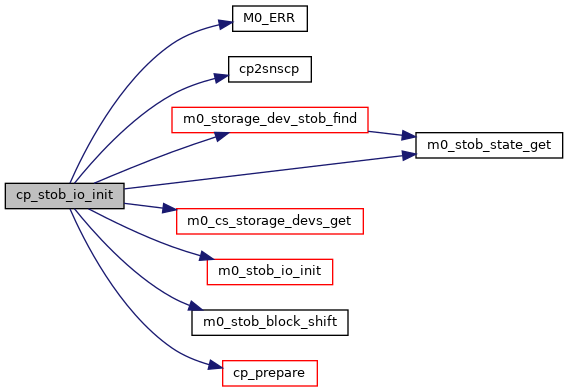 M0_ERR
cp2snscp
m0_storage_dev_stob_find
m0_stob_state_get
cp_stob_io_init
m0_cs_storage_devs_get
m0_stob_io_init
m0_stob_block_shift
cp_prepare